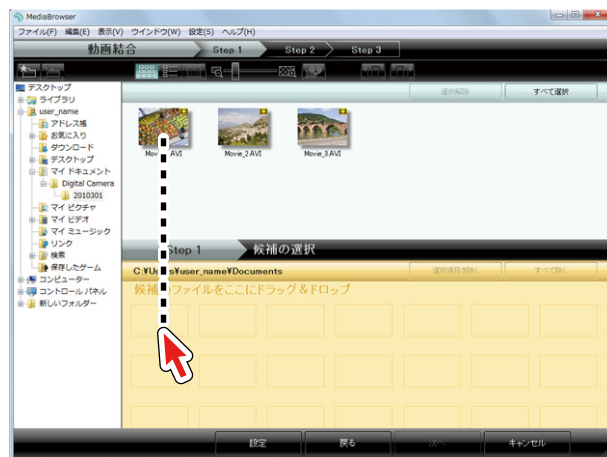 MediaBrowser
ファイル(F) 編集(E) 表示(V) ウインドウ(W) 設定(S) ヘルプ(H)
動画結合 Step 1 Step 2 Step 3
デスクトップ
選択解除 すべて選択
ライブラリ
user_name
アドレス帳
お気に入り
ダウンロード
デスクトップ
マイ ドキュメント
Digital Camera
2010301
マイ ピクチャ
マイ ビデオ
マイ ミュージック
リンク
検索
保存したゲーム
コンピューター
コントロール パネル
新しいフォルダー
Movie_2.AVI Movie_3.AVI
Step 1 候補の選択
C:¥Users¥user_name¥Documents 選択項目を除く すべて除く
候補のファイルをここにドラッグ＆ドロップ
設定 戻る 次へ キャンセル